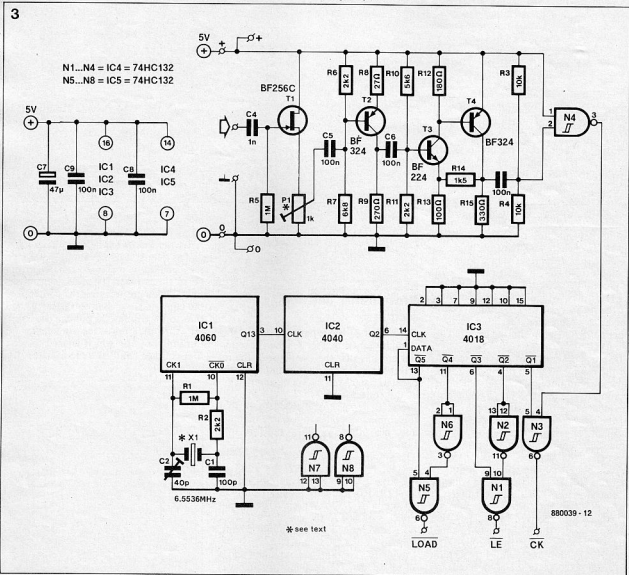 3
N1...N4 = IC4 = 74HC132
N5...N8 = IC5 = 74HC132
5V
C7
47µ
C9
100n
16
IC1
IC2
IC3
8
C8
100n
14
IC4
IC5
7
0
5V
+
+
C4
1n
BF256C
T1
R5
1M
P1
*
1k
C5
100n
R6
2k2
R7
6k8
R8
27Ω
T2
BF
324
R9
270Ω
C6
100n
R10
5k6
R11
2k2
R12
180Ω
T3
BF
224
R13
100Ω
T4
BF324
R14
1k5
R15
330Ω
100n
R3
10k
R4
10k
1
2
N4
3
0
0
0
IC1
4060
Q13
3
CK1
CK0
CLR
11
10
12
R1
1M
R2
2k2
* X1
C2
40p
C1
100p
6.5536MHz
10
CLK
IC2
4040
Q2
6
CLR
11
2
3
7
9
12
10
15
14
CLK
IC3
4018
1
DATA
Q5
Q4
Q3
Q2
Q1
13
11
6
4
5
2
1
N6
3
13
12
N2
11
5
4
N3
6
11
N7
12
13
8
N8
9
10
5
4
N5
6
9
10
N1
8
LOAD
LE
CK
880039 - 12
* see text